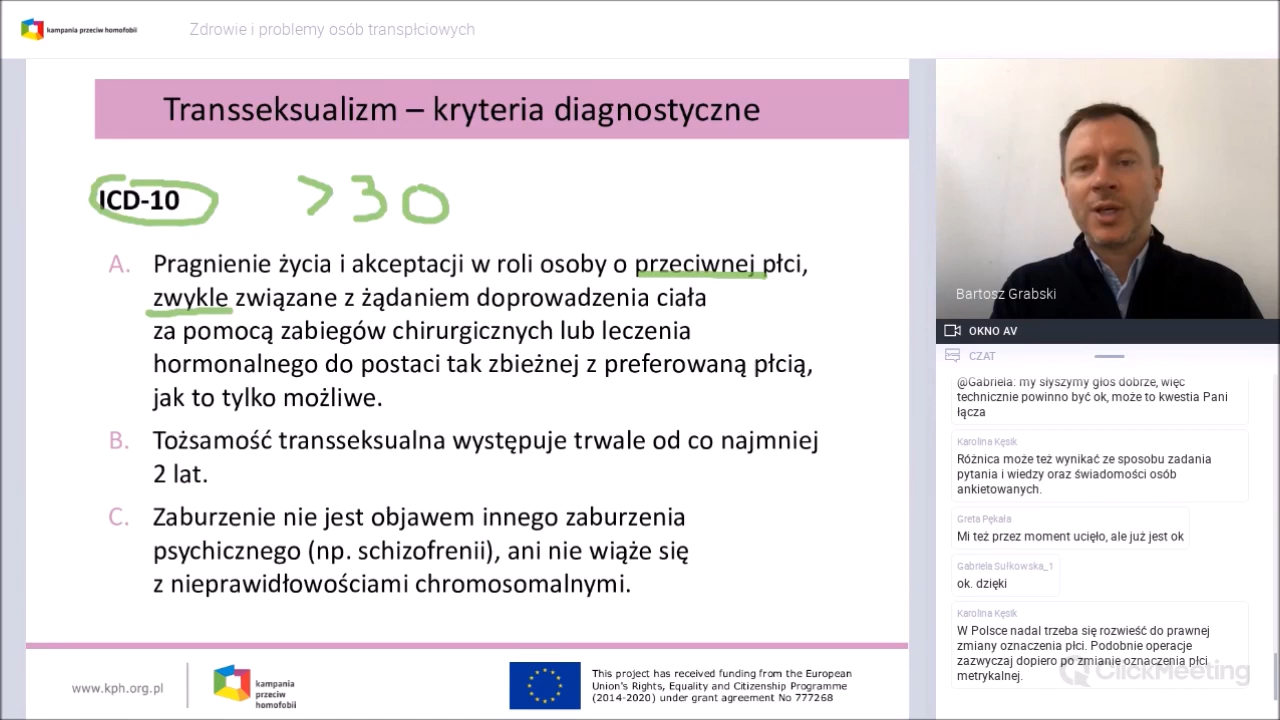 kampania przeciw homofobii
Zdrowie i problemy osób transpłciowych
Transseksualizm – kryteria diagnostyczne
ICD-10
>30
A. Pragnienie życia i akceptacji w roli osoby o przeciwnej płci,
zwykle związane z żądaniem doprowadzenia ciała
za pomocą zabiegów chirurgicznych lub leczenia
hormonalnego do postaci tak zbieżnej z preferowaną płcią,
jak to tylko możliwe.
B. Tożsamość transseksualna występuje trwale od co najmniej
2 lat.
C. Zaburzenie nie jest objawem innego zaburzenia
psychicznego (np. schizofrenii), ani nie wiąże się
z nieprawidłowościami chromosomalnymi.
www.kph.org.pl
kampania
przeciw
homofobii
This project has received funding from the European
Union's Rights, Equality and Citizenship Programme
(2014-2020) under grant agreement No 777268
Bartosz Grabski
OKNO AV
CZAT
@Gabriela: my słyszymy głos dobrze, więc
technicznie powinno być ok, może to kwestia Pani
łącza
Karolina Kęsik
Różnica może też wynikać ze sposobu zadania
pytania i wiedzy oraz świadomości osób
ankietowanych.
Greta Pękała
Mi też przez moment ucięło, ale już jest ok
Gabriela Sułkowska_1
ok. dzięki
Karolina Kęsik
W Polsce nadal trzeba się rozwieść do prawnej
zmiany oznaczenia płci. Podobnie operacje
zazwyczaj dopiero po zmianie oznaczenia płci
metrykalnej.
ClickMeeting